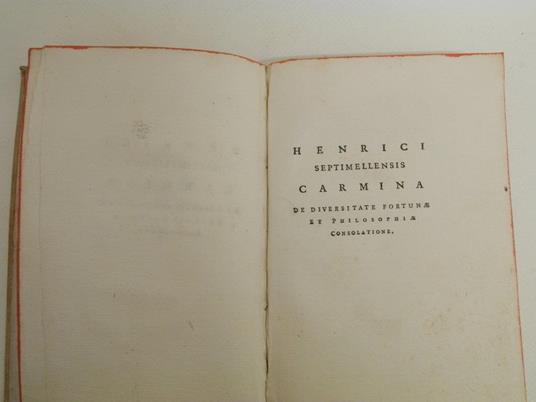 HENRICI
SEPTIMELLENSIS
CARMINA
DE DIVERSITATE FORTUNÆ
ET PHILOSOPHIÆ
CONSOLATIONE.